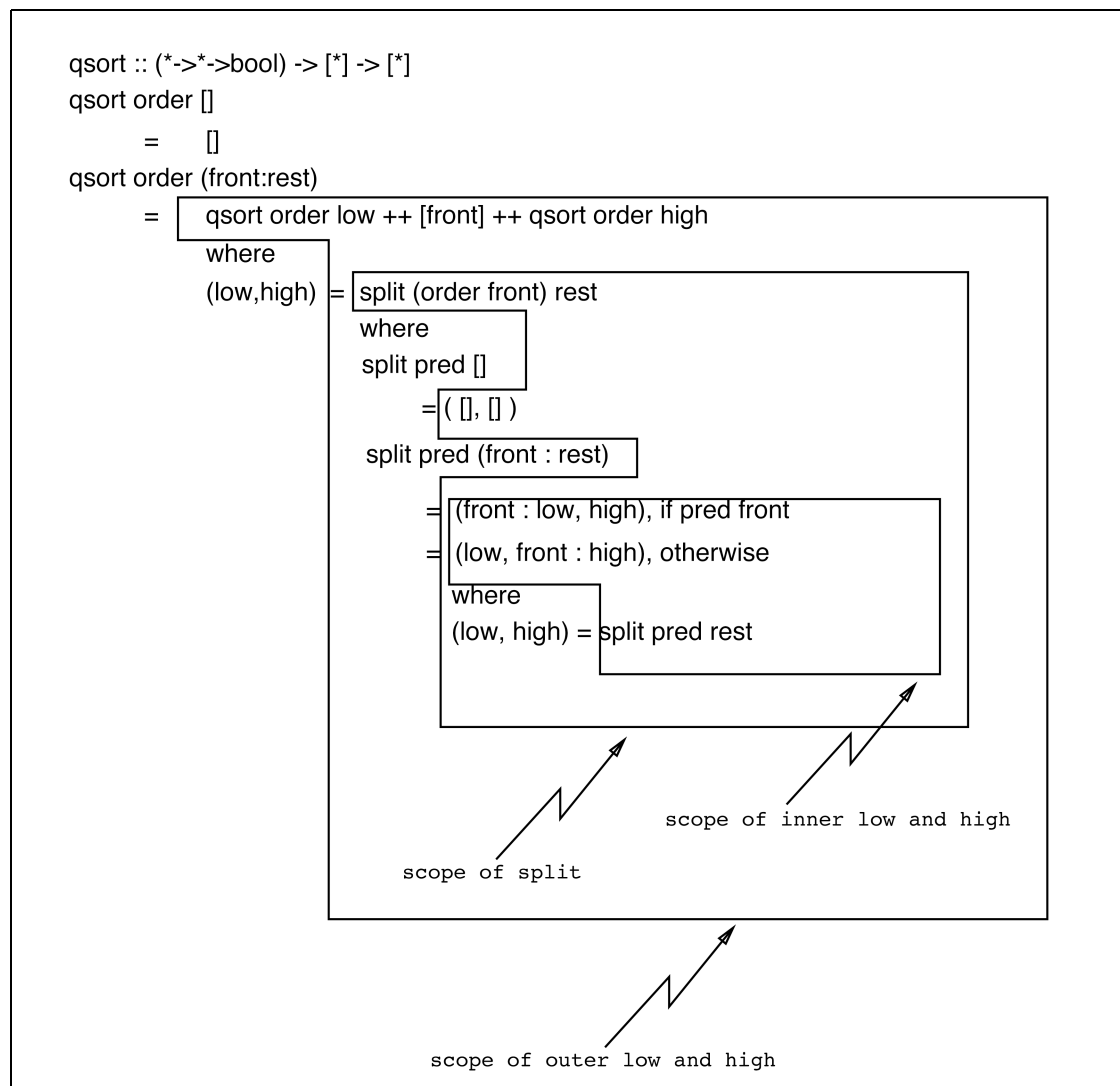 qsort :: (*->*->bool) -> [*] -> [*]
qsort order []
= []
qsort order (front:rest)
= qsort order low ++ [front] ++ qsort order high
where
(low,high) = split (order front) rest
where
split pred []
= ( [], [] )
split pred (front : rest)
= (front : low, high), if pred front
= (low, front : high), otherwise
where
(low, high) = split pred rest
scope of inner low and high
scope of split
scope of outer low and high